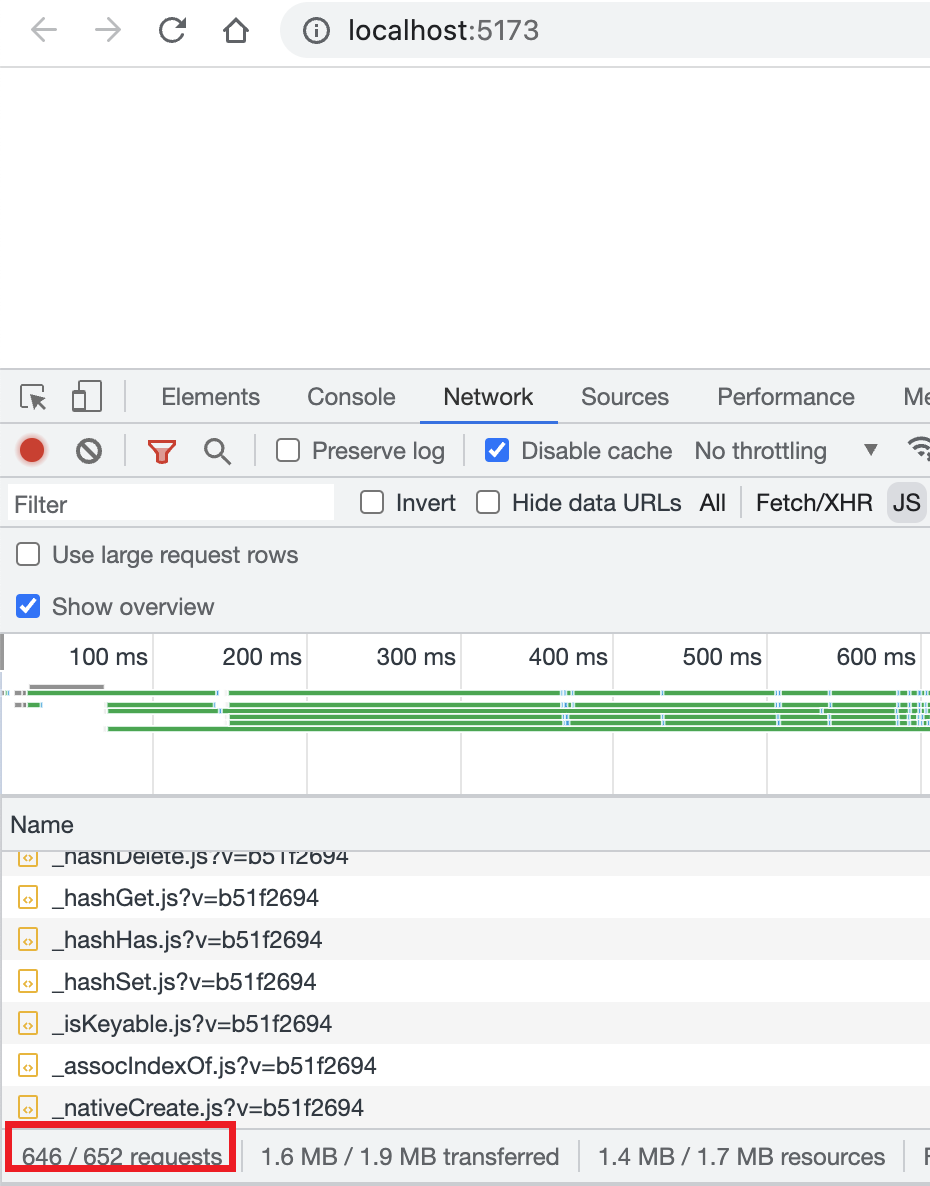 localhost:5173
Elements Console Network Sources Performance Me
Preserve log Disable cache No throttling
Filter Invert Hide data URLs All Fetch/XHR JS
Use large request rows
Show overview
100 ms 200 ms 300 ms 400 ms 500 ms 600 ms
Name
_hashDelete.js?v=b51f2694
_hashGet.js?v=b51f2694
_hashHas.js?v=b51f2694
_hashSet.js?v=b51f2694
_isKeyable.js?v=b51f2694
_assocIndexOf.js?v=b51f2694
_nativeCreate.js?v=b51f2694
646 / 652 requests 1.6 MB / 1.9 MB transferred 1.4 MB / 1.7 MB resources F